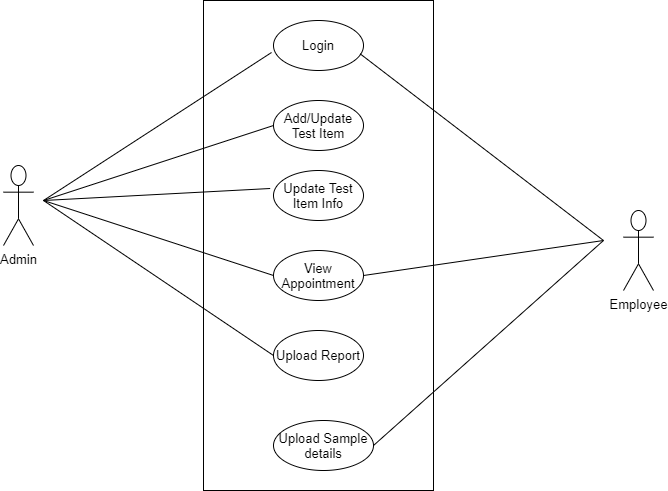 Login
Add/Update
Test Item
Update Test
Item Info
Admin
View
Appointment
Employee
Upload Report
Upload Sample
details